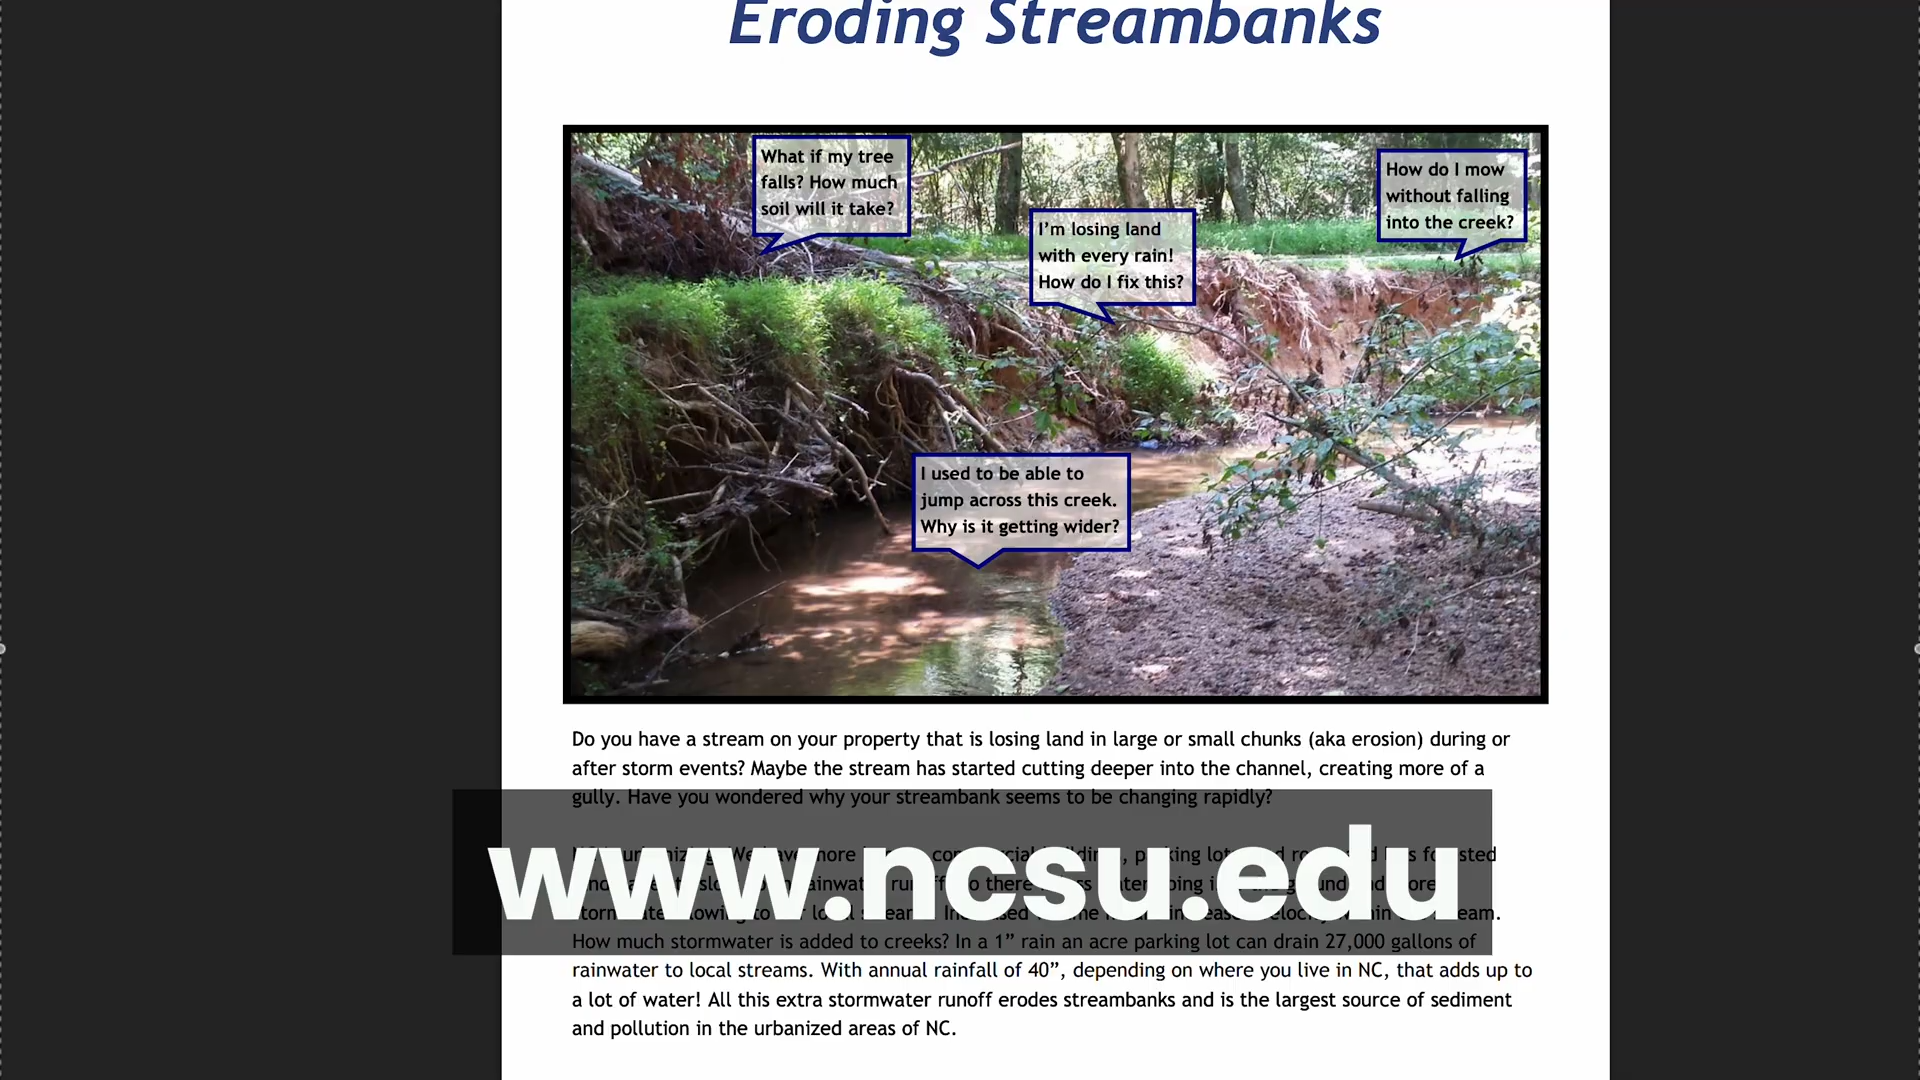 Eroding Streambanks
What if my tree
falls? How much
soil will it take?
How do I mow
without falling
into the creek?
I'm losing land
with every rain!
How do I fix this?
I used to be able to
jump across this creek.
Why is it getting wider?
Do you have a stream on your property that is losing land in large or small chunks (aka erosion) during or
after storm events? Maybe the stream has started cutting deeper into the channel, creating more of a
gully. Have you wondered why your streambank seems to be changing rapidly?
www.ncsu.edu
How much stormwater is added to creeks? In a 1” rain an acre parking lot can drain 27,000 gallons of
rainwater to local streams. With annual rainfall of 40”, depending on where you live in NC, that adds up to
a lot of water! All this extra stormwater runoff erodes streambanks and is the largest source of sediment
and pollution in the urbanized areas of NC.